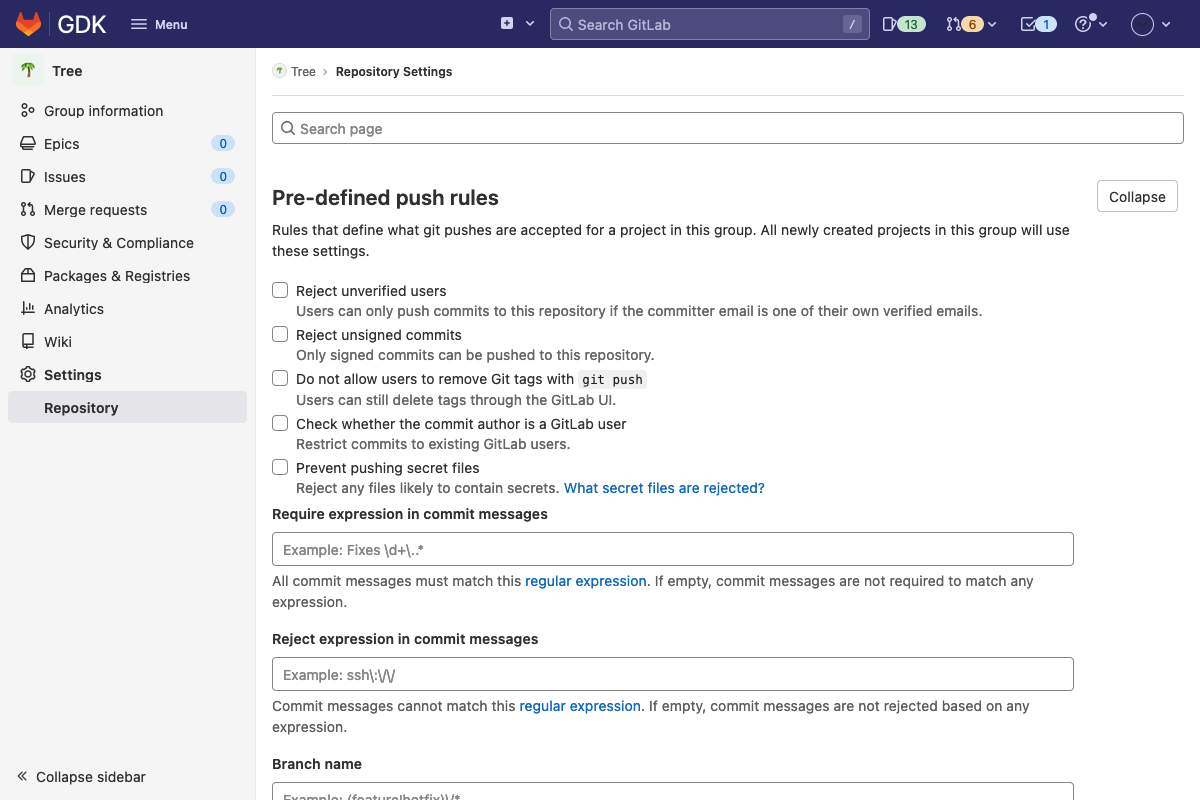 GDK
Menu
Search GitLab
/
13
6
1
Tree
Group information
Epics
0
Issues
0
Merge requests
0
Security & Compliance
Packages & Registries
Analytics
Wiki
Settings
Repository
Collapse sidebar
Tree › Repository Settings
Search page
Pre-defined push rules
Collapse
Rules that define what git pushes are accepted for a project in this group. All newly created projects in this group will use
these settings.
Reject unverified users
Users can only push commits to this repository if the committer email is one of their own verified emails.
Reject unsigned commits
Only signed commits can be pushed to this repository.
Do not allow users to remove Git tags with git push
Users can still delete tags through the GitLab UI.
Check whether the commit author is a GitLab user
Restrict commits to existing GitLab users.
Prevent pushing secret files
Reject any files likely to contain secrets. What secret files are rejected?
Require expression in commit messages
Example: Fixes \d+\..*
All commit messages must match this regular expression. If empty, commit messages are not required to match any
expression.
Reject expression in commit messages
Example: ssh\:\/\/
Commit messages cannot match this regular expression. If empty, commit messages are not rejected based on any
expression.
Branch name
Example: (feature|hotfix)\/*